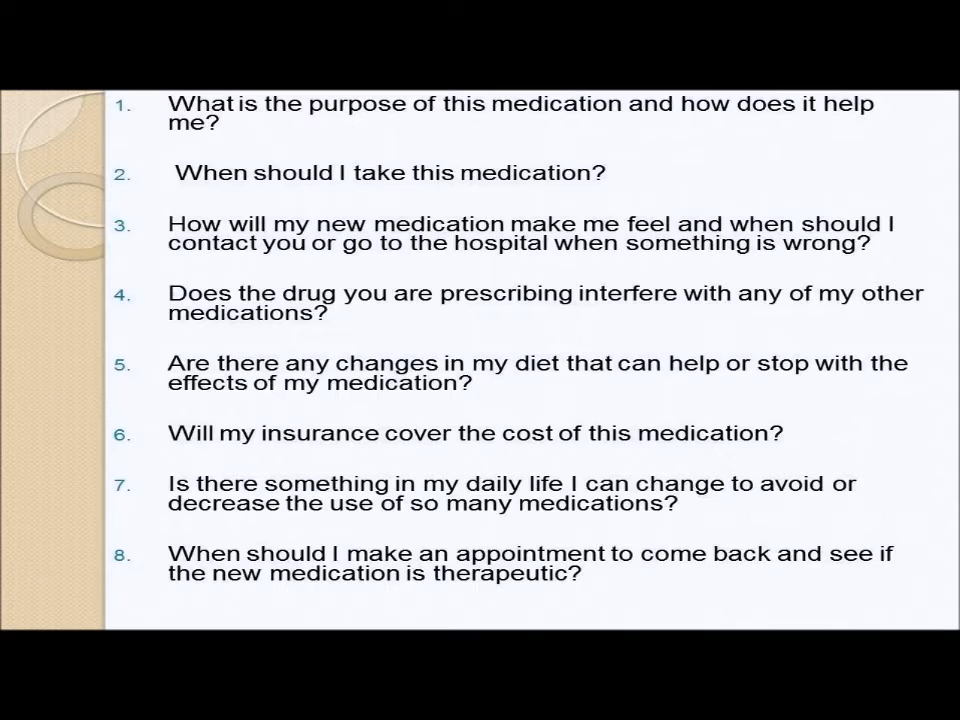 1. What is the purpose of this medication and how does it help
me?
2. When should I take this medication?
3. How will my new medication make me feel and when should I
contact you or go to the hospital when something is wrong?
4. Does the drug you are prescribing interfere with any of my other
medications?
5. Are there any changes in my diet that can help or stop with the
effects of my medication?
6. Will my insurance cover the cost of this medication?
7. Is there something in my daily life I can change to avoid or
decrease the use of so many medications?
8. When should I make an appointment to come back and see if
the new medication is therapeutic?